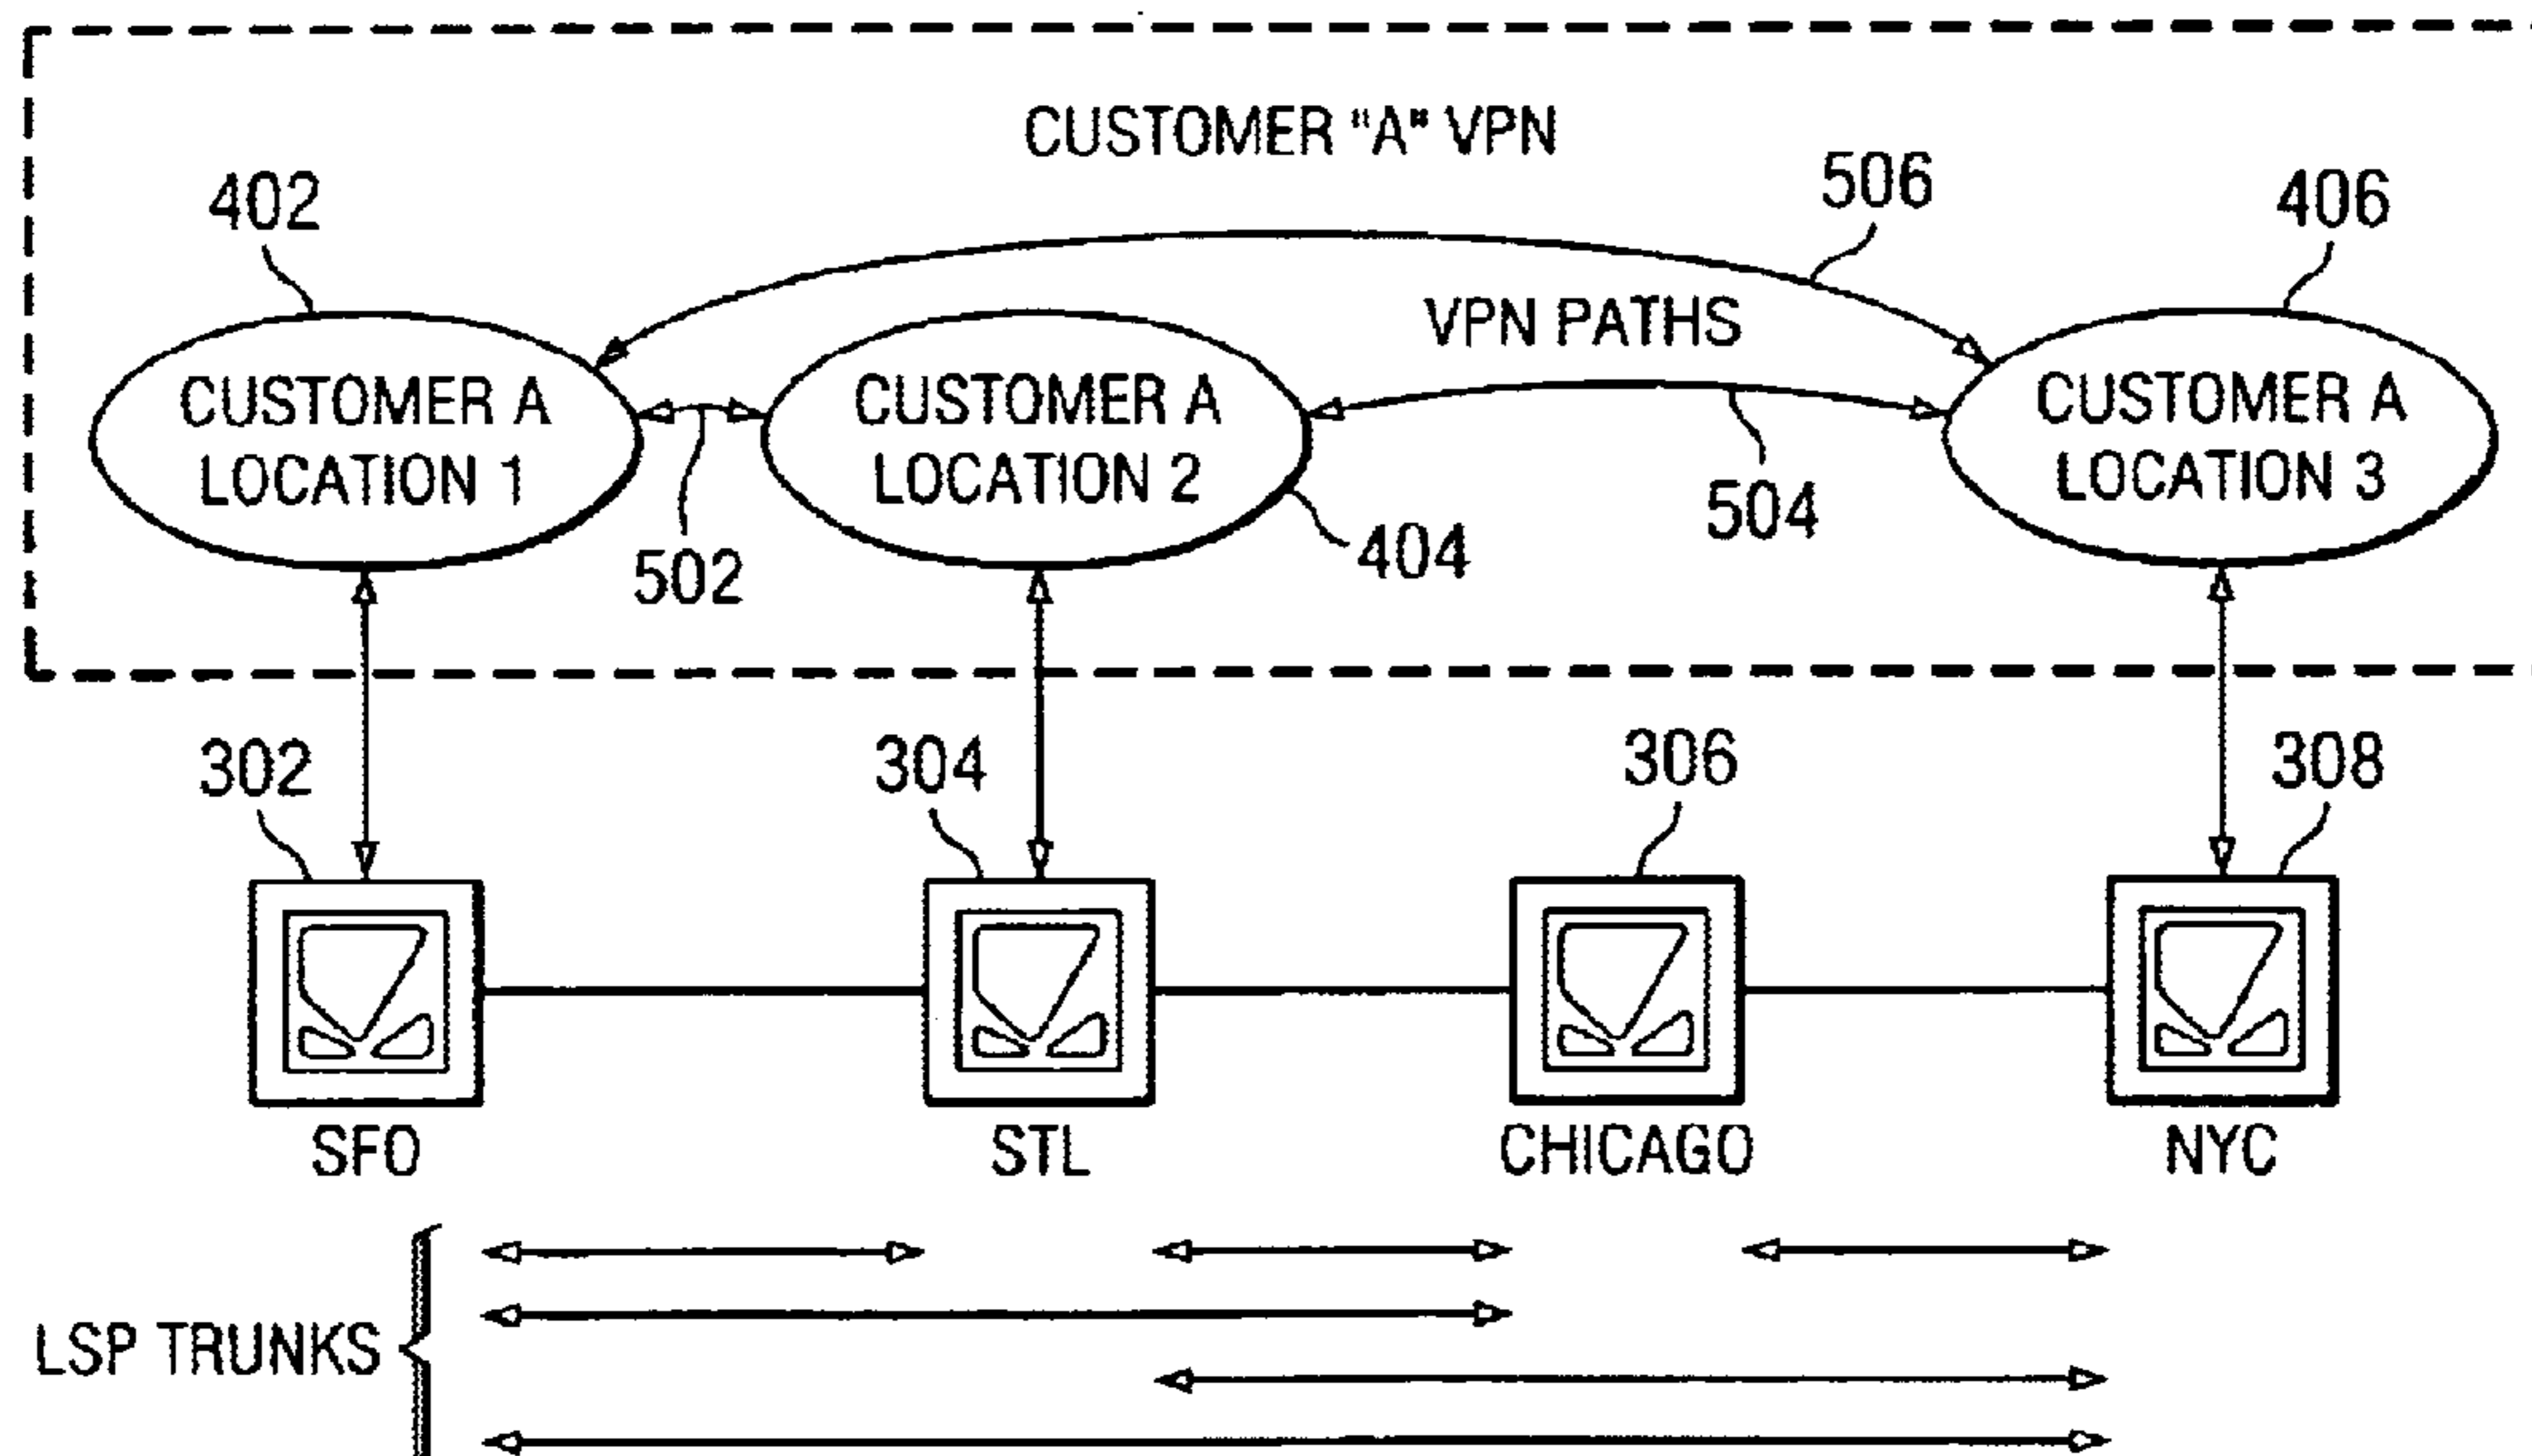 CUSTOMER "A" VPN
506
402
406
VPN PATHS
CUSTOMER A
LOCATION 1
CUSTOMER A
LOCATION 2
CUSTOMER A
LOCATION 3
502
404
504
302
304
306
308
SFO
STL
CHICAGO
NYC
LSP TRUNKS